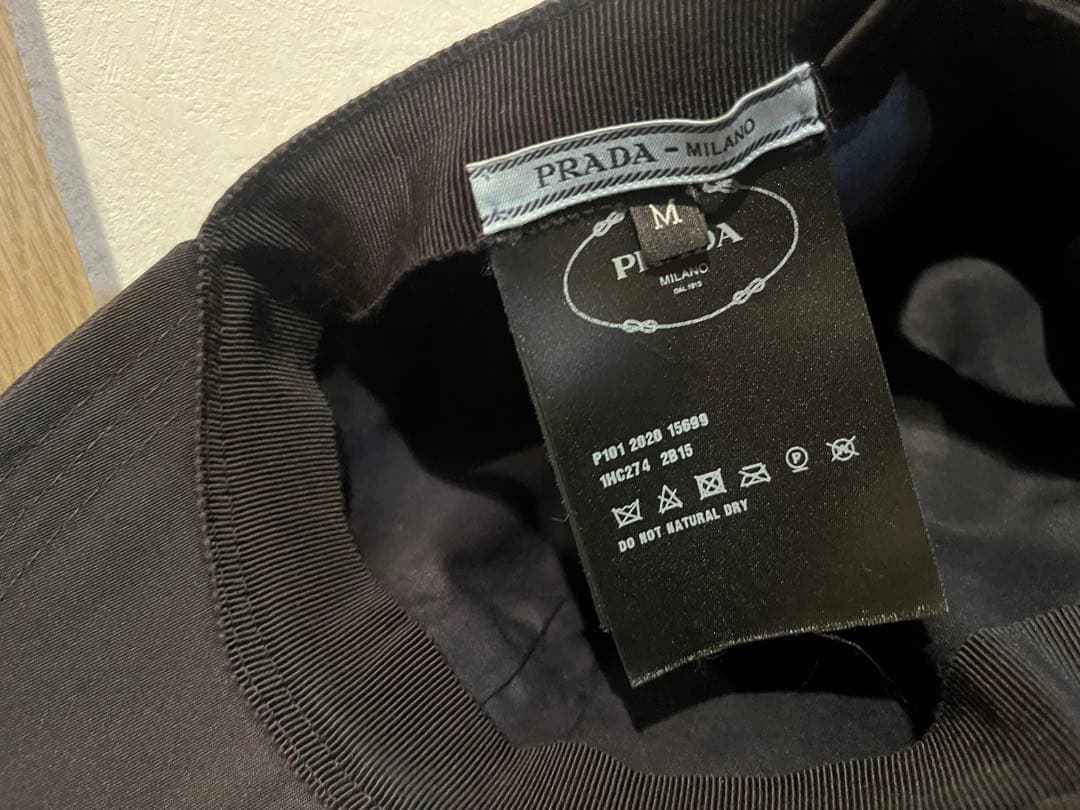 PRADA - MILANO
M
PRADA
MILANO
DAL 1913
P101 2020 15699
1HC274 2B15
P
DO NOT NATURAL DRY